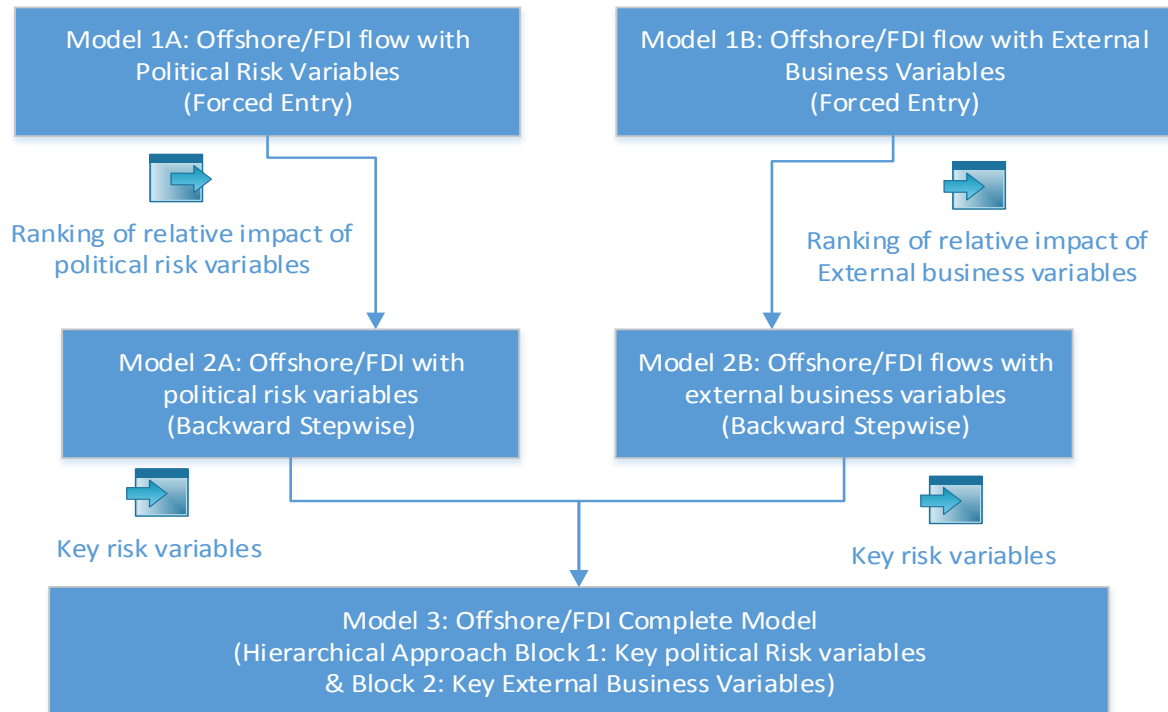 Model 1A: Offshore/FDI flow with
Political Risk Variables
(Forced Entry)
Model 1B: Offshore/FDI flow with External
Business Variables
(Forced Entry)
Ranking of relative impact of
political risk variables
Ranking of relative impact of
External business variables
Model 2A: Offshore/FDI with
political risk variables
(Backward Stepwise)
Model 2B: Offshore/FDI flows with
external business variables
(Backward Stepwise)
Key risk variables
Key risk variables
Model 3: Offshore/FDI Complete Model
(Hierarchical Approach Block 1: Key political Risk variables
& Block 2: Key External Business Variables)